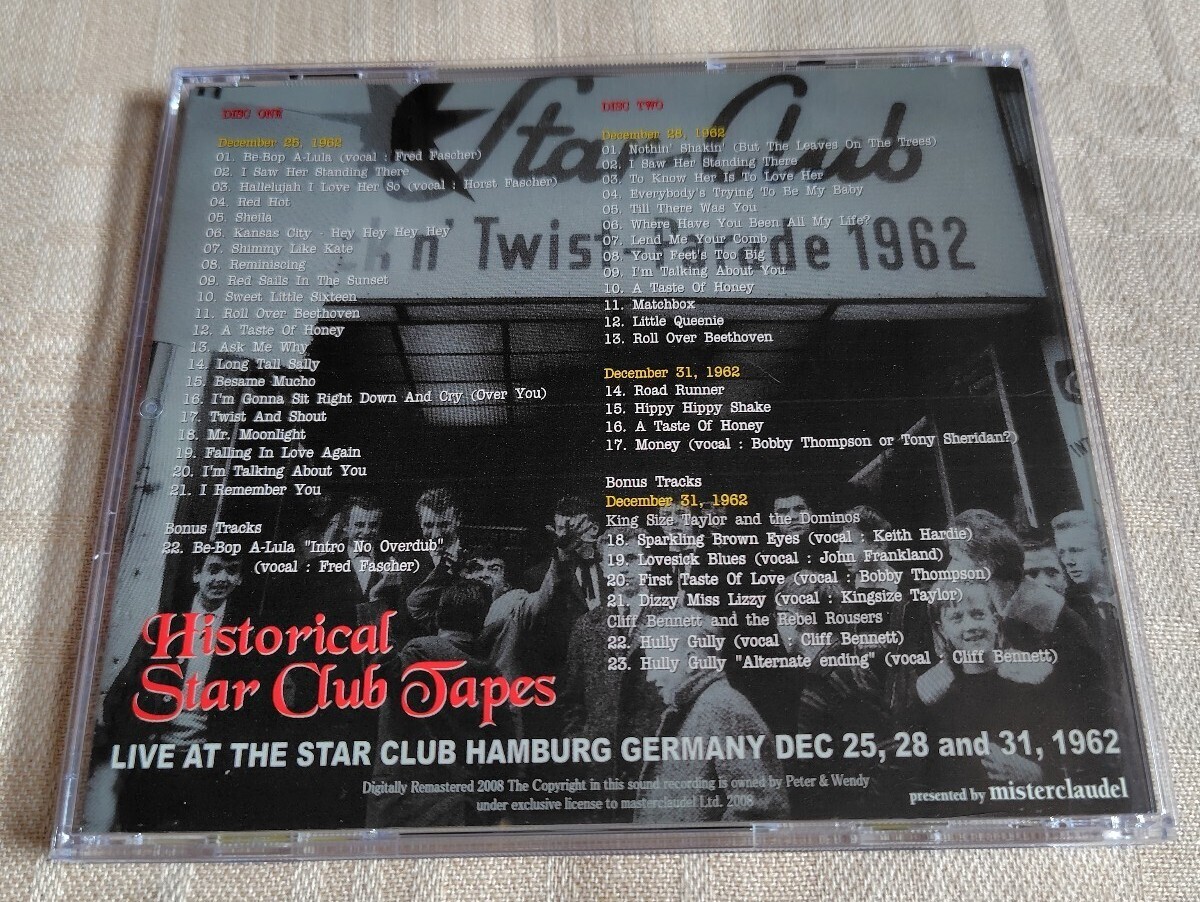 Star-Club
k n' Twist-Parade 1962
DISC ONE
December 25, 1962
01. Be-Bop A-Lula (vocal : Fred Fascher)
02. I Saw Her Standing There
03. Hallelujah I Love Her So (vocal : Horst Fascher)
04. Red Hot
05. Sheila
06. Kansas City - Hey Hey Hey Hey
07. Shimmy Like Kate
08. Reminiscing
09. Red Sails In The Sunset
10. Sweet Little Sixteen
11. Roll Over Beethoven
12. A Taste Of Honey
13. Ask Me Why
14. Long Tall Sally
15. Besame Mucho
16. I'm Gonna Sit Right Down And Cry (Over You)
17. Twist And Shout
18. Mr. Moonlight
19. Falling In Love Again
20. I'm Talking About You
21. I Remember You
Bonus Tracks
22. Be-Bop A-Lula "Intro No Overdub"
(vocal : Fred Fascher)
DISC TWO
December 28, 1962
01. Nothin' Shakin' (But The Leaves On The Trees)
02. I Saw Her Standing There
03. To Know Her Is To Love Her
04. Everybody's Trying To Be My Baby
05. Till There Was You
06. Where Have You Been All My Life?
07. Lend Me Your Comb
08. Your Feet's Too Big
09. I'm Talking About You
10. A Taste Of Honey
11. Matchbox
12. Little Queenie
13. Roll Over Beethoven
December 31, 1962
14. Road Runner
15. Hippy Hippy Shake
16. A Taste Of Honey
17. Money (vocal : Bobby Thompson or Tony Sheridan?)
Bonus Tracks
December 31, 1962
King Size Taylor and the Dominos
18. Sparkling Brown Eyes (vocal : Keith Hardie)
19. Lovesick Blues (vocal : John Frankland)
20. First Taste Of Love (vocal : Bobby Thompson)
21. Dizzy Miss Lizzy (vocal : Kingsize Taylor)
Cliff Bennett and the Rebel Rousers
22. Hully Gully (vocal : Cliff Bennett)
23. Hully Gully "Alternate ending" (vocal : Cliff Bennett)
Historical
Star Club Tapes
LIVE AT THE STAR CLUB HAMBURG GERMANY DEC 25, 28 and 31, 1962
Digitally Remastered 2008 The Copyright in this sound recording is owned by Peter & Wendy
under exclusive license to masterclaudel Ltd. 2008
presented by misterclaudel